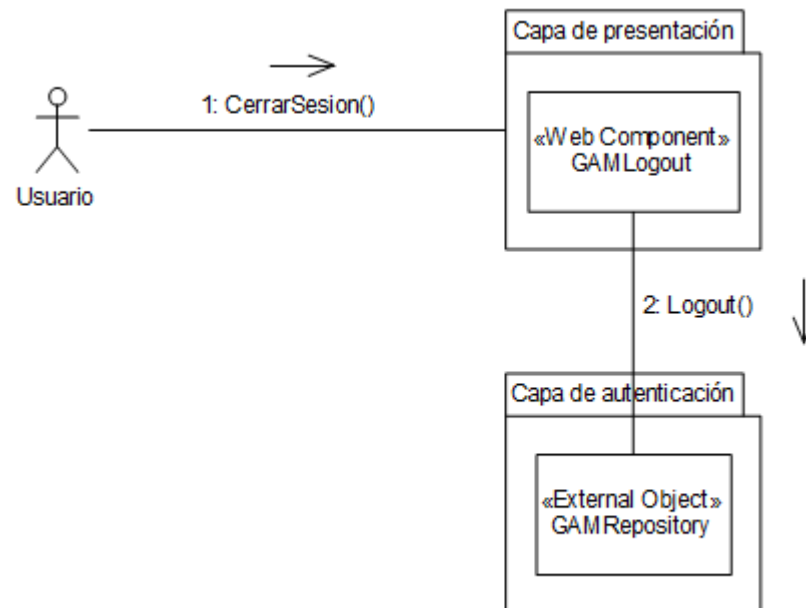 Capa de presentación
1: CerrarSesion()
«Web Component»
GAMLogout
Usuario
2: Logout()
Capa de autenticación
«External Object»
GAMRepository